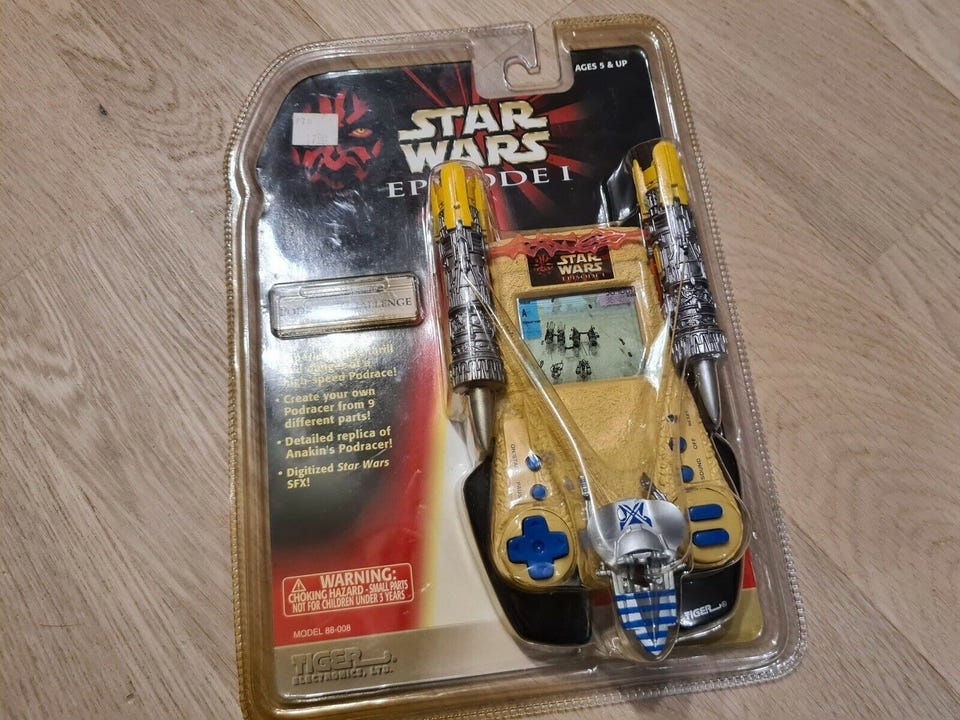 AGES 5 & UP
STAR
WARS
EPISODE I
STAR
WARS
EPISODE I
CHALLENGE
high-speed Podrace!
• Create your own
Podracer from 9
different parts!
• Detailed replica of
Anakin's Podracer!
• Digitized Star Wars
SFX!
SOUND
OFF
WARNING:
CHOKING HAZARD - SMALL PARTS
NOT FOR CHILDREN UNDER 3 YEARS
MODEL 88-008
TIGER®
TIGER®
ELECTRONICS, LTD.